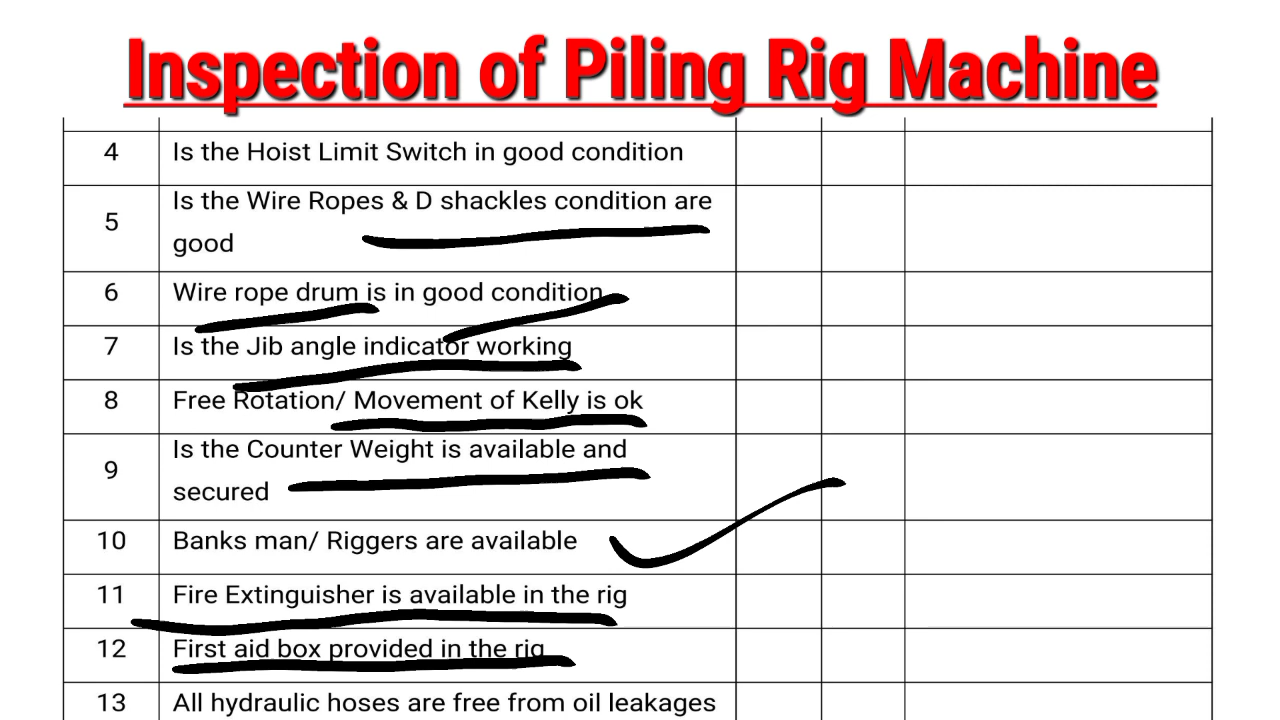 Inspection of Piling Rig Machine
4 Is the Hoist Limit Switch in good condition
Is the Wire Ropes & D shackles condition are
5
good
6 Wire rope drum is in good condition
7 Is the Jib angle indicator working
8 Free Rotation/ Movement of Kelly is ok
Is the Counter Weight is available and
9
secured
10 Banks man/ Riggers are available
11 Fire Extinguisher is available in the rig
12 First aid box provided in the rig
13 All hydraulic hoses are free from oil leakages